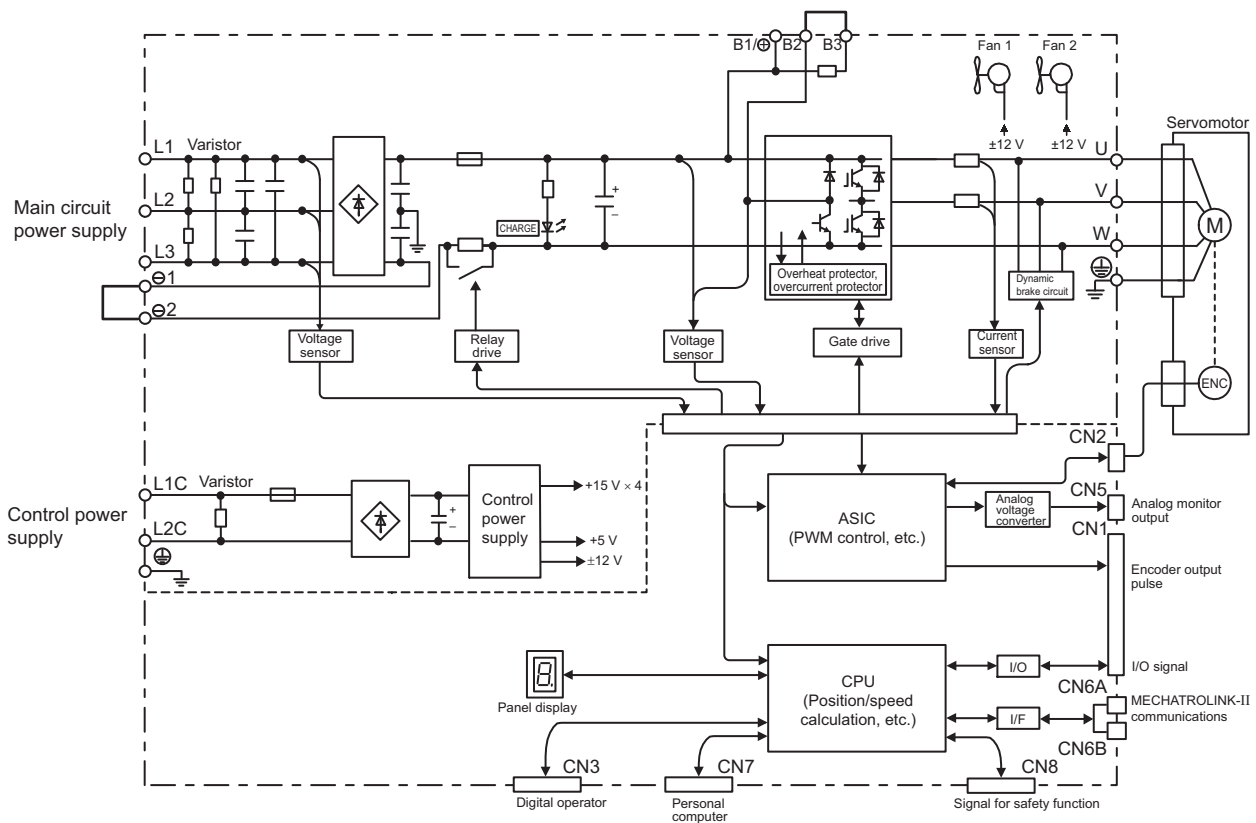 B1/⊕ B2 B3
Fan 1 Fan 2
±12 V ±12 V
Servomotor
L1 Varistor
U
L2
V
Main circuit
power supply
CHARGE
+
–
M
L3
W
⊖1
⊖2
Overheat protector,
overcurrent protector
Dynamic
brake circuit
Voltage
sensor
Relay
drive
Voltage
sensor
Gate drive
Current
sensor
ENC
CN2
L1C Varistor
Control power
supply
L2C
+
–
Control
power
supply
+15 V × 4
+5 V
±12 V
ASIC
(PWM control, etc.)
Analog
voltage
converter
CN5
Analog monitor
output
CN1
Encoder output
pulse
8.
Panel display
CPU
(Position/speed
calculation, etc.)
I/O
I/O signal
CN6A
I/F
MECHATROLINK-II
communications
CN6B
CN3
Digital operator
CN7
Personal
computer
CN8
Signal for safety function